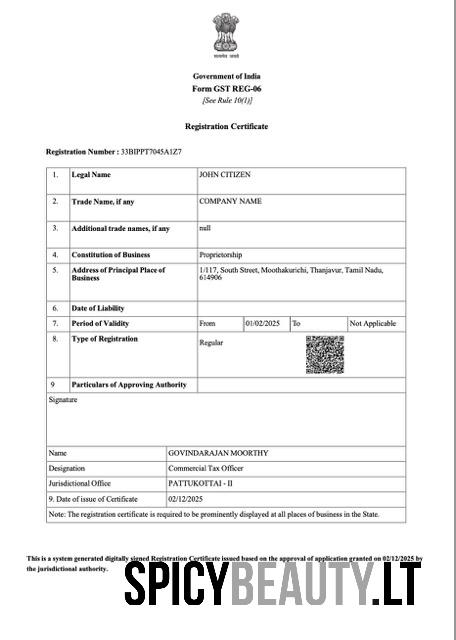 Government of India
Form GST REG-06
[See Rule 10(1)]
Registration Certificate
Registration Number : 33BIPPT7045A1Z7
1. Legal Name JOHN CITIZEN
2. Trade Name, if any COMPANY NAME
3. Additional trade names, if any null
4. Constitution of Business Proprietorship
5. Address of Principal Place of Business 1/117, South Street, Moothakurichi, Thanjavur, Tamil Nadu, 614906
6. Date of Liability
7. Period of Validity From 01/02/2025 To Not Applicable
8. Type of Registration Regular
9 Particulars of Approving Authority
Signature
Name GOVINDARAJAN MOORTHY
Designation Commercial Tax Officer
Jurisdictional Office PATTUKOTTAI - II
9. Date of issue of Certificate 02/12/2025
Note: The registration certificate is required to be prominently displayed at all places of business in the State.
This is a system generated digitally signed Registration Certificate issued based on the approval of application granted on 02/12/2025 by
the jurisdictional authority.
SPICYBEAUTY.LT